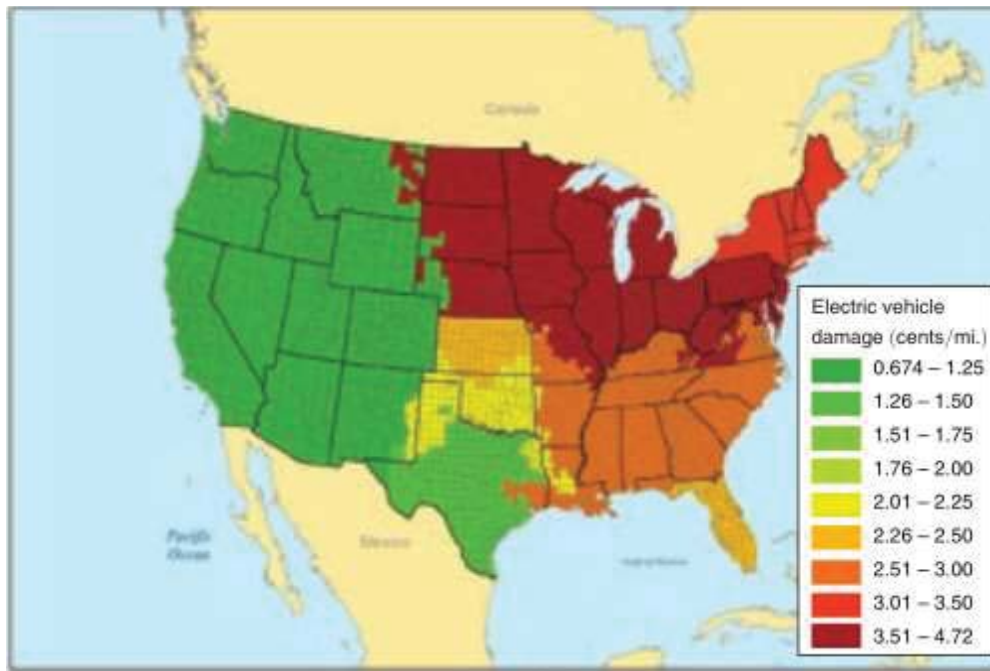 Canada
Pacific
Ocean
Mexico
Electric vehicle
damage (cents/mi.)
0.674 – 1.25
1.26 – 1.50
1.51 – 1.75
1.76 – 2.00
2.01 – 2.25
2.26 – 2.50
2.51 – 3.00
3.01 – 3.50
3.51 – 4.72